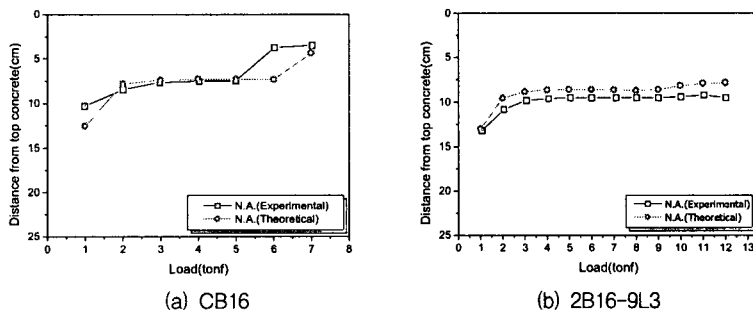 Distance from top concrete(cm)
0
5
10
15
20
25
N.A.(Experimental)
N.A.(Theoretical)
0 1 2 3 4 5 6 7 8
Load(tonf)
(a) CB16
Distance from top concrete(cm)
0
5
10
15
20
25
N.A.(Experimental)
N.A.(Theoretical)
0 1 2 3 4 5 6 7 8 9 10 11 12 13
Load(tonf)
(b) 2B16-9L3